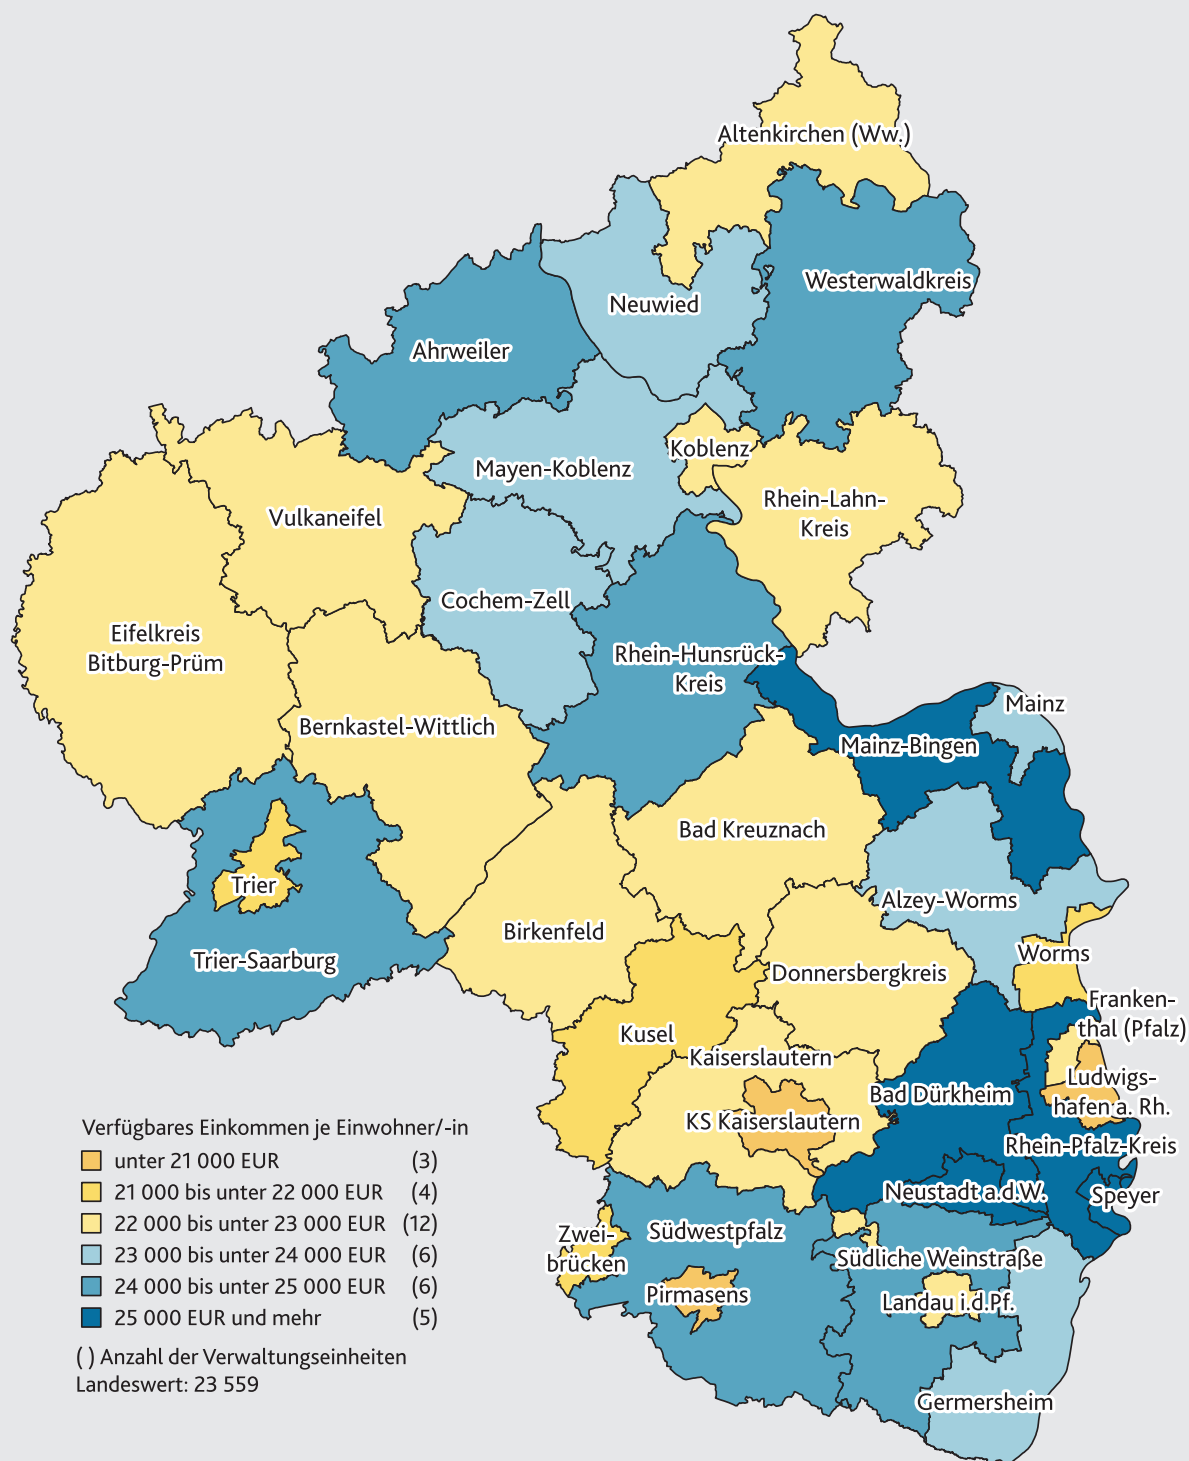 Altenkirchen (Ww.)
Westerwaldkreis
Neuwied
Ahrweiler
Koblenz
Mayen-Koblenz
Rhein-Lahn-
Kreis
Vulkaneifel
Cochem-Zell
Eifelkreis
Bitburg-Prüm
Rhein-Hunsrück-
Kreis
Mainz
Bernkastel-Wittlich
Mainz-Bingen
Bad Kreuznach
Trier
Alzey-Worms
Birkenfeld
Worms
Trier-Saarburg
Donnersbergkreis
Franken-
thal (Pfalz)
Kusel
Kaiserslautern
Ludwigs-
hafen a. Rh.
Bad Dürkheim
KS Kaiserslautern
Rhein-Pfalz-Kreis
Neustadt a.d.W.
Speyer
Zwei-
brücken
Südwestpfalz
Südliche Weinstraße
Pirmasens
Landau i.d.Pf.
Germersheim
Verfügbares Einkommen je Einwohner/-in
unter 21 000 EUR (3)
21 000 bis unter 22 000 EUR (4)
22 000 bis unter 23 000 EUR (12)
23 000 bis unter 24 000 EUR (6)
24 000 bis unter 25 000 EUR (6)
25 000 EUR und mehr (5)
( ) Anzahl der Verwaltungseinheiten
Landeswert: 23 559